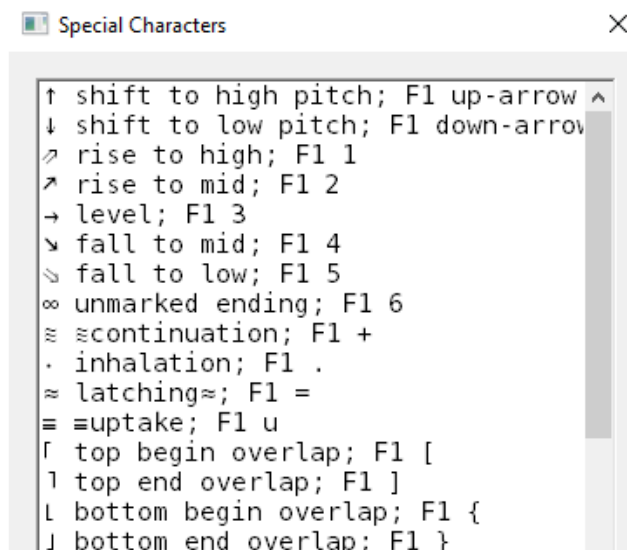 Special Characters
↑ shift to high pitch; F1 up-arrow
↓ shift to low pitch; F1 down-arrow
⇗ rise to high; F1 1
↗ rise to mid; F1 2
→ level; F1 3
↘ fall to mid; F1 4
⇘ fall to low; F1 5
∞ unmarked ending; F1 6
≋ ≋continuation; F1 +
∙ inhalation; F1 .
≈ latching≈; F1 =
≡ ≡uptake; F1 u
⌈ top begin overlap; F1 [
⌉ top end overlap; F1 ]
⌊ bottom begin overlap; F1 {
⌋ bottom end overlap; F1 }